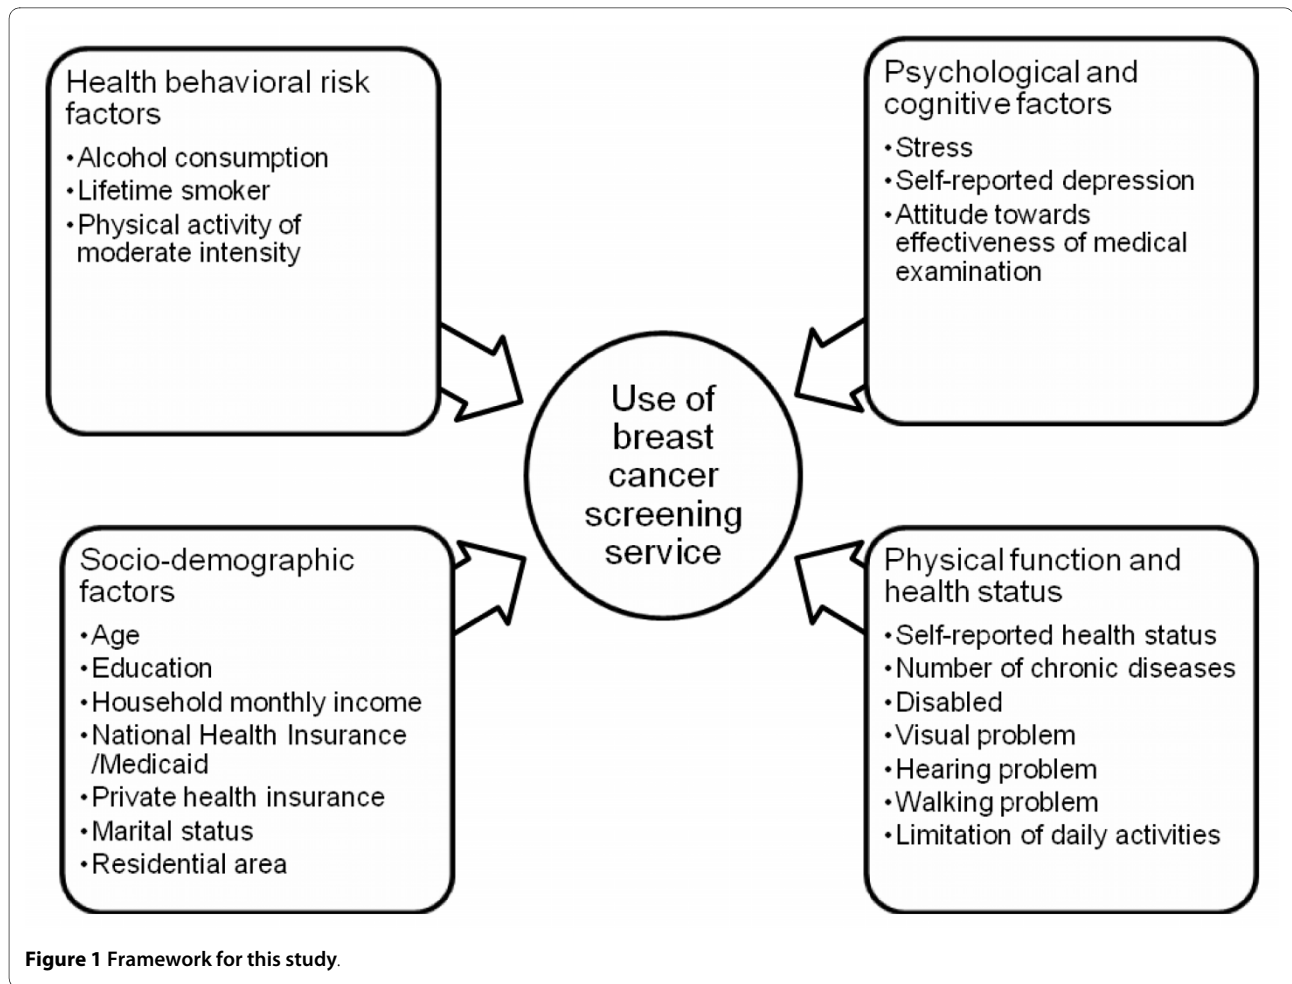 Health behavioral risk
factors
•Alcohol consumption
•Lifetime smoker
•Physical activity of
moderate intensity
Psychological and
cognitive factors
•Stress
•Self-reported depression
•Attitude towards
effectiveness of medical
examination
Use of
breast
cancer
screening
service
Socio-demographic
factors
•Age
•Education
•Household monthly income
•National Health Insurance
/Medicaid
•Private health insurance
•Marital status
•Residential area
Physical function and
health status
•Self-reported health status
•Number of chronic diseases
•Disabled
•Visual problem
•Hearing problem
•Walking problem
•Limitation of daily activities
Figure 1 Framework for this study.